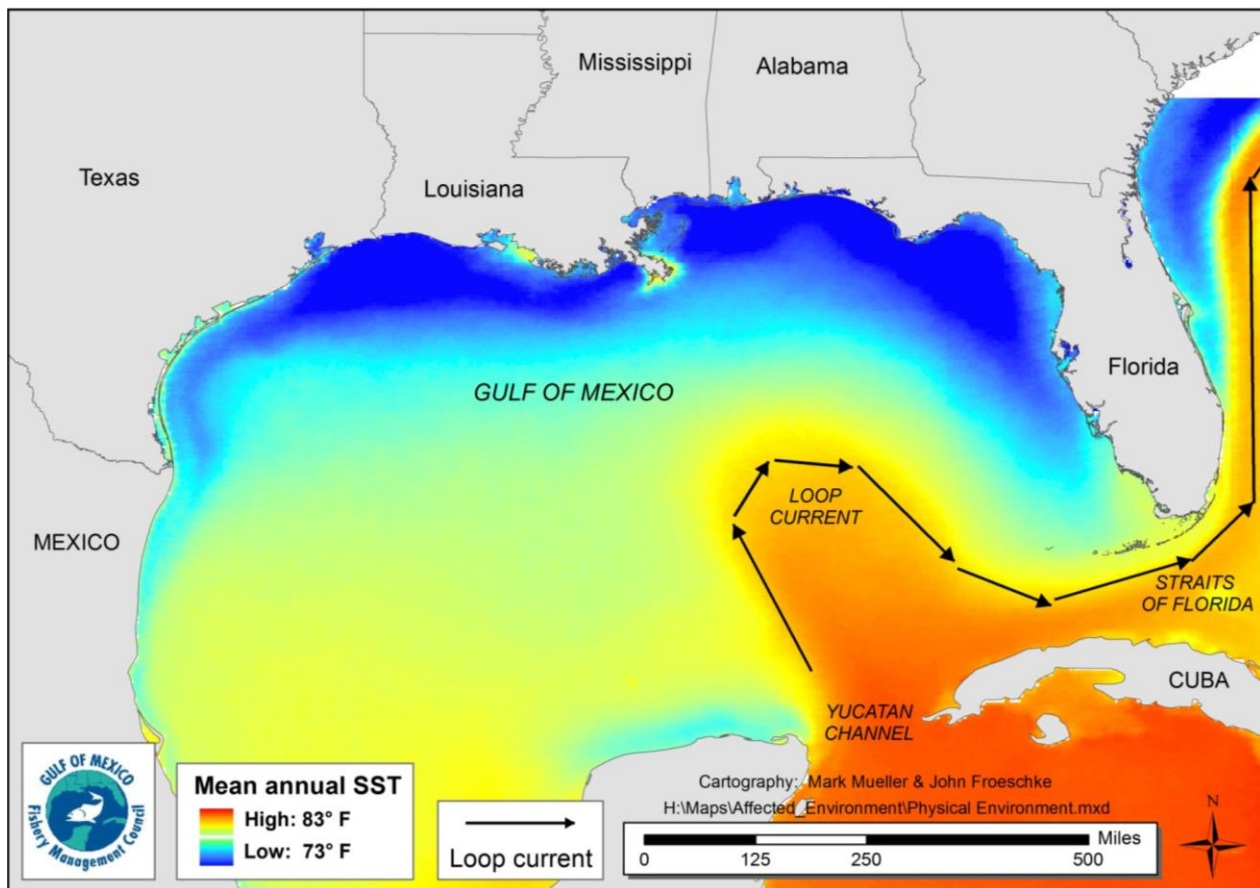 Mississippi
Alabama
Texas
Louisiana
GULF OF MEXICO
Florida
LOOP
CURRENT
MEXICO
STRAITS
OF FLORIDA
CUBA
YUCATAN
CHANNEL
GULF OF MEXICO
Fishery Management Council
Mean annual SST
High: 83° F
Low: 73° F
Loop current
Cartography: Mark Mueller & John Froeschke
H:\Maps\Affected_Environment\Physical Environment.mxd
Miles
0 125 250 500
N